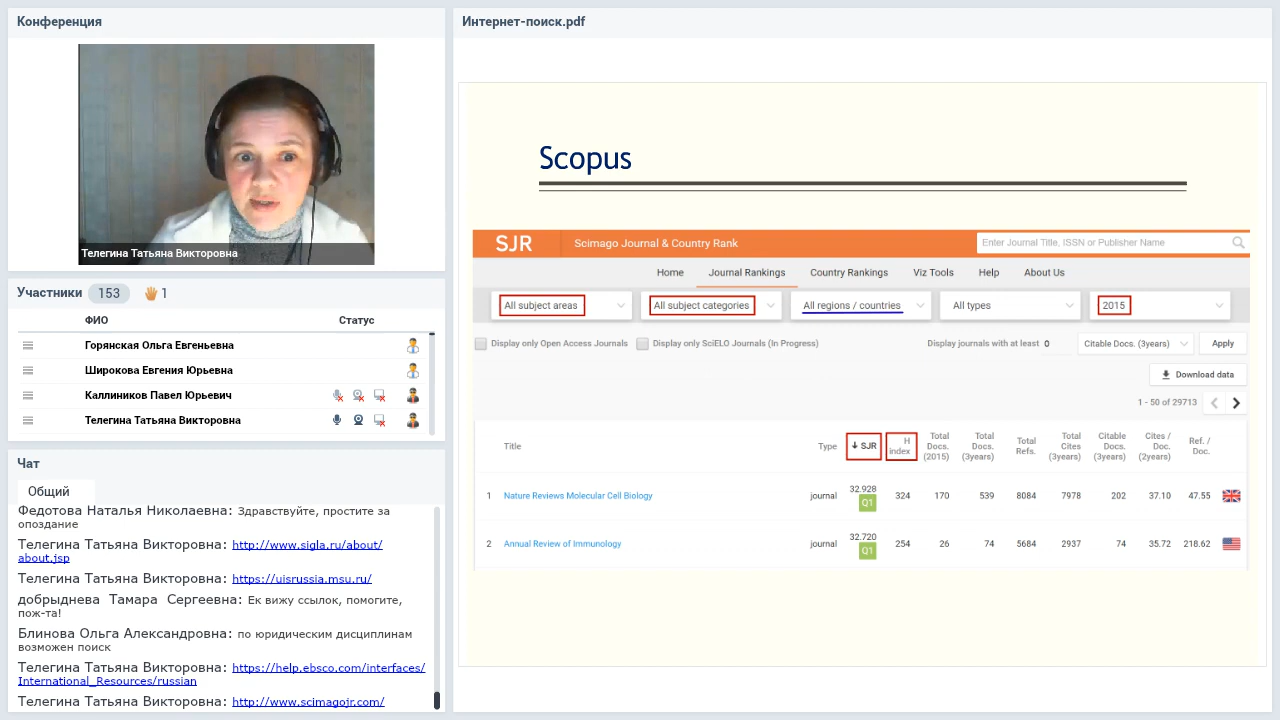 Конференция
Телегина Татьяна Викторовна
Участники 153 1
ФИО Статус
Горянская Ольга Евгеньевна
Широкова Евгения Юрьевна
Каллиников Павел Юрьевич
Телегина Татьяна Викторовна
Чат
Общий
Федотова Наталья Николаевна: Здравствуйте, простите за
опоздание
Телегина Татьяна Викторовна: http://www.sigla.ru/about/
about.jsp
Телегина Татьяна Викторовна: https://uisrussia.msu.ru/
добрыднева Тамара Сергеевна: Ек вижу ссылок, помогите,
пож-та!
Блинова Ольга Александровна: по юридическим дисциплинам
возможен поиск
Телегина Татьяна Викторовна: https://help.ebsco.com/interfaces/
International_Resources/russian
Телегина Татьяна Викторовна: http://www.scimagojr.com/
Интернет-поиск.pdf
Scopus
SJR Scimago Journal & Country Rank Enter Journal Title, ISSN or Publisher Name
Home Journal Rankings Country Rankings Viz Tools Help About Us
All subject areas All subject categories All regions / countries All types 2015
Display only Open Access Journals Display only SciELO Journals (In Progress) Display journals with at least 0 Citable Docs. (3years) Apply
Download data
1 - 50 of 29713
Title Type SJR H index Total Docs. (2015) Total Docs. (3years) Total Refs. Total Cites (3years) Citable Docs. (3years) Cites / Doc. (2years) Ref. / Doc.
1 Nature Reviews Molecular Cell Biology journal 32.928 Q1 324 170 539 8084 7978 202 37.10 47.55
2 Annual Review of Immunology journal 32.720 Q1 254 26 74 5684 2937 74 35.72 218.62